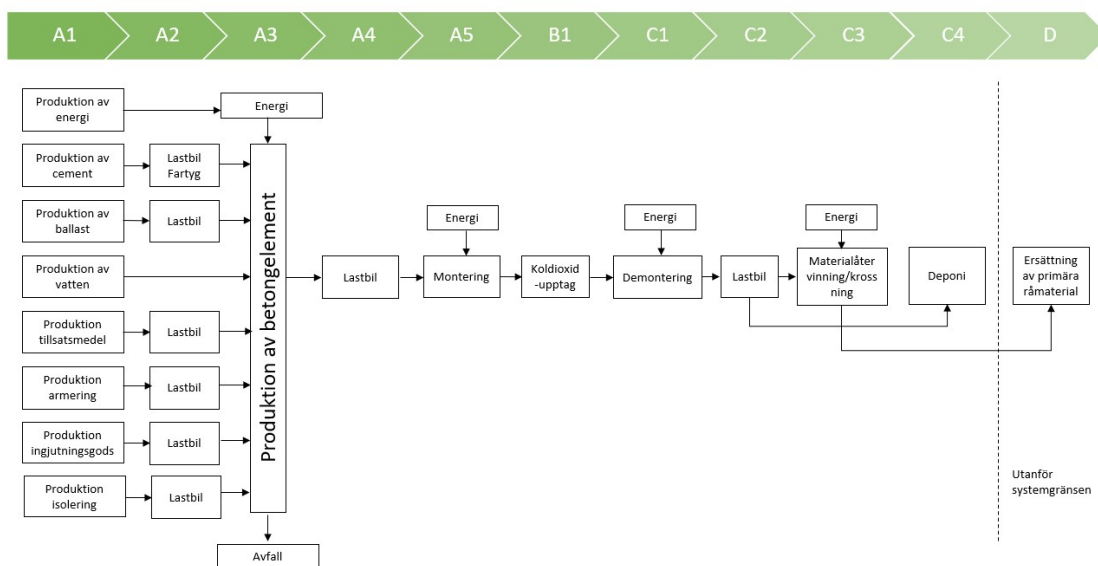 A1
A2
A3
A4
A5
B1
C1
C2
C3
C4
D
Produktion av
energi
Energi
Produktion av
cement
Lastbil
Fartyg
Produktion av
ballast
Lastbil
Produktion av
vatten
Produktion
tillsatsmedel
Lastbil
Produktion
armering
Lastbil
Produktion
ingjutningsgods
Lastbil
Produktion
isolering
Lastbil
Produktion av betongelement
Avfall
Lastbil
Energi
Montering
Koldioxid
-upptag
Energi
Demontering
Lastbil
Energi
Materialåter
vinning/kross
ning
Deponi
Ersättning
av primära
råmaterial
Utanför
systemgränsen